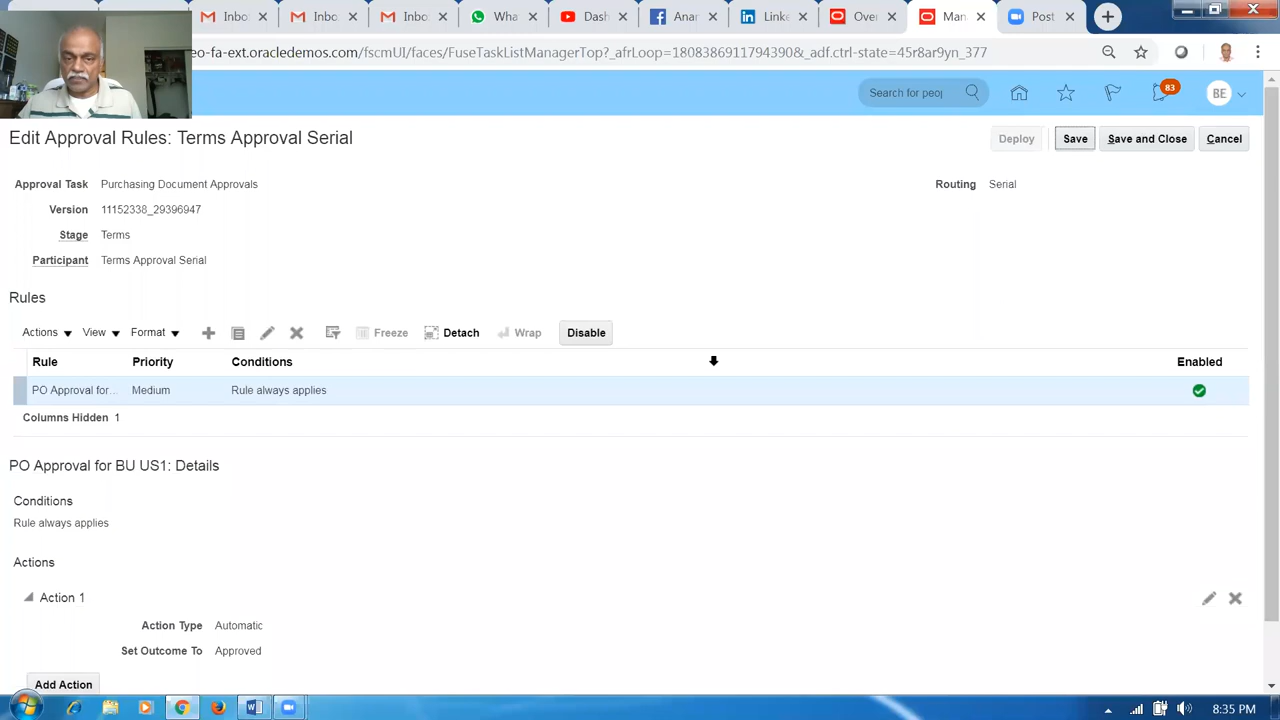 Inbo
Inbo
Inbo
Wha
Dash
Anar
Linke
Over
Man
Post
eo-fa-ext.oracledemos.com/fscmUI/faces/FuseTaskListManagerTop?_afrLoop=1808386911794398&_adf.ctrl-state=45r8ar9yn_377
Search for peop
83
BE
Edit Approval Rules: Terms Approval Serial
Deploy
Save
Save and Close
Cancel
Approval Task Purchasing Document Approvals
Routing Serial
Version 11152338_29396947
Stage Terms
Participant Terms Approval Serial
Rules
Actions View Format Freeze Detach Wrap Disable
Rule Priority Conditions Enabled
PO Approval for... Medium Rule always applies
Columns Hidden 1
PO Approval for BU US1: Details
Conditions
Rule always applies
Actions
Action 1
Action Type Automatic
Set Outcome To Approved
Add Action
8:35 PM